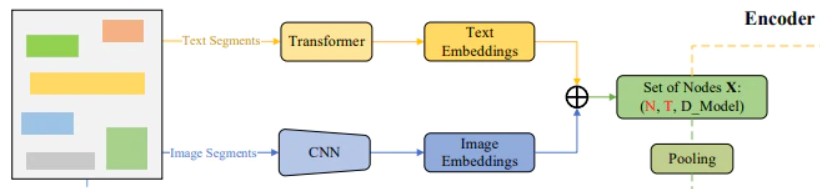 Encoder
Text Segments
Transformer
Text
Embeddings
Set of Nodes X:
(N, T, D_Model)
Image Segments
CNN
Image
Embeddings
Pooling